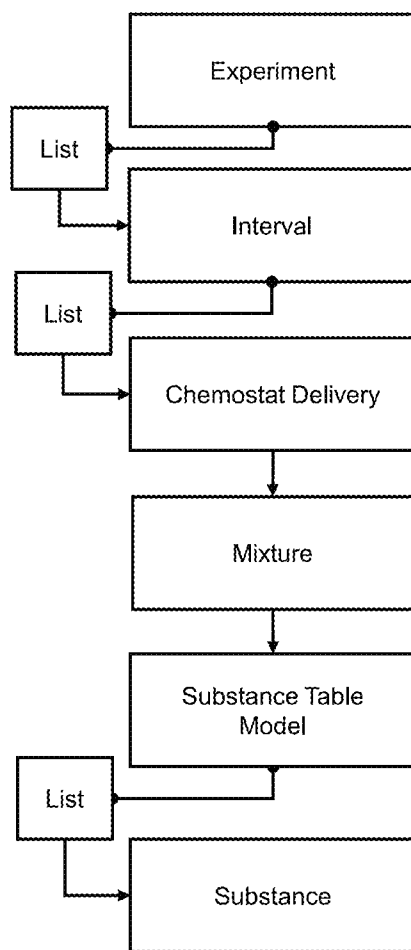 Experiment
List
Interval
List
Chemostat Delivery
Mixture
Substance Table
Model
List
Substance